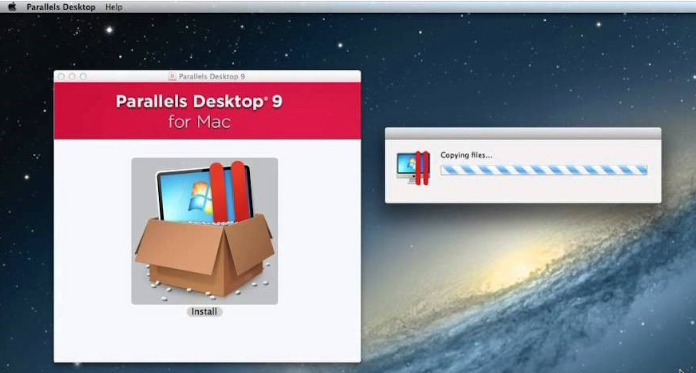 Parallels Desktop Help
Parallels Desktop 9
Parallels Desktop® 9
for Mac
Copying files...
Install